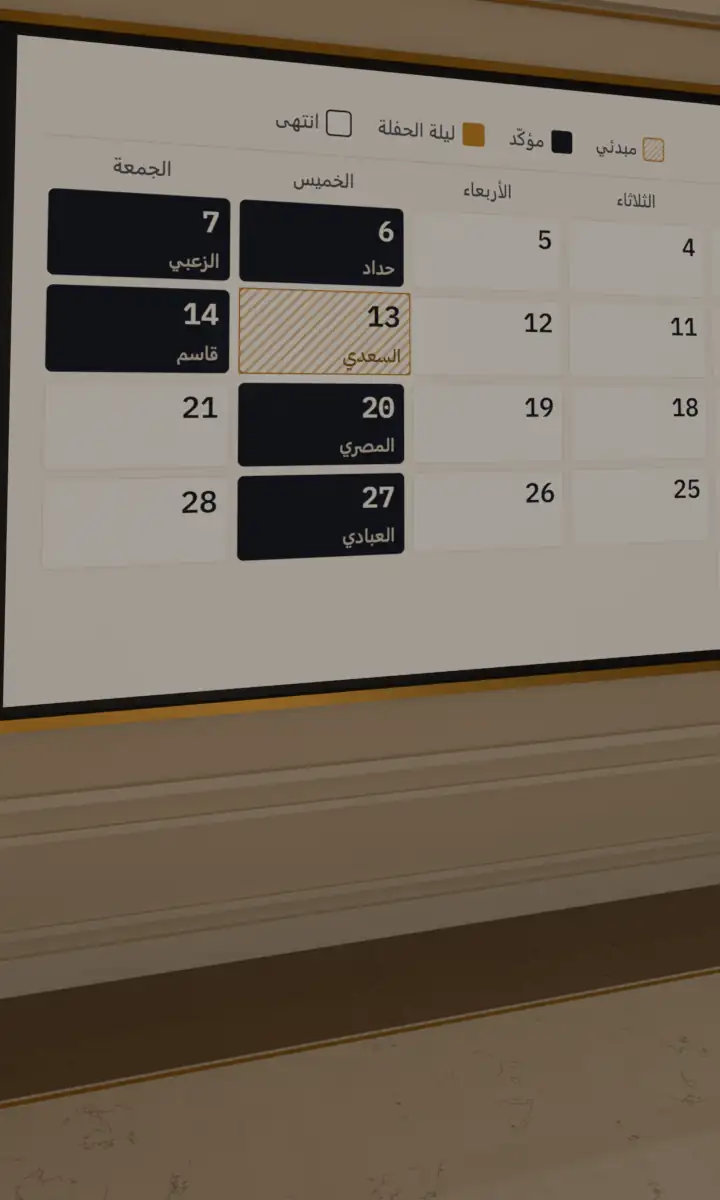 مبدئي مؤكّد ليلة الحفلة انتهى
الثلاثاء الأربعاء الخميس الجمعة
4 5 6 7
حداد الزعبي
11 12 13 14
السعدي قاسم
18 19 20 21
المصري
25 26 27 28
العبادي